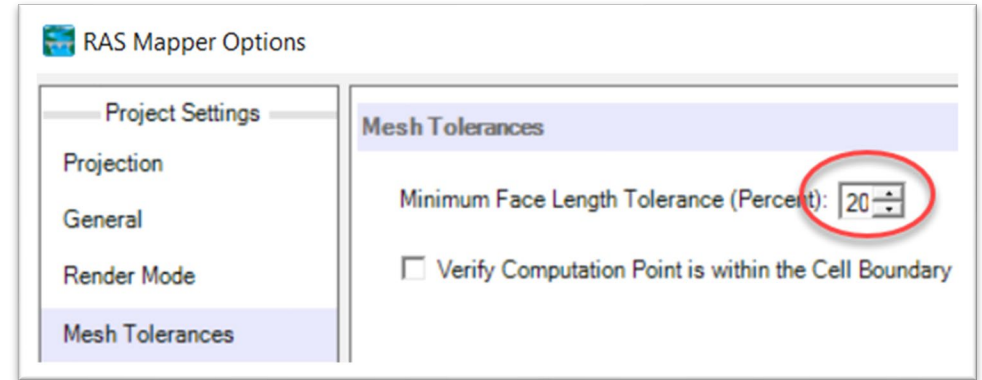 RAS Mapper Options
Project Settings
Projection
General
Render Mode
Mesh Tolerances
Mesh Tolerances
Minimum Face Length Tolerance (Percent): 20
Verify Computation Point is within the Cell Boundary